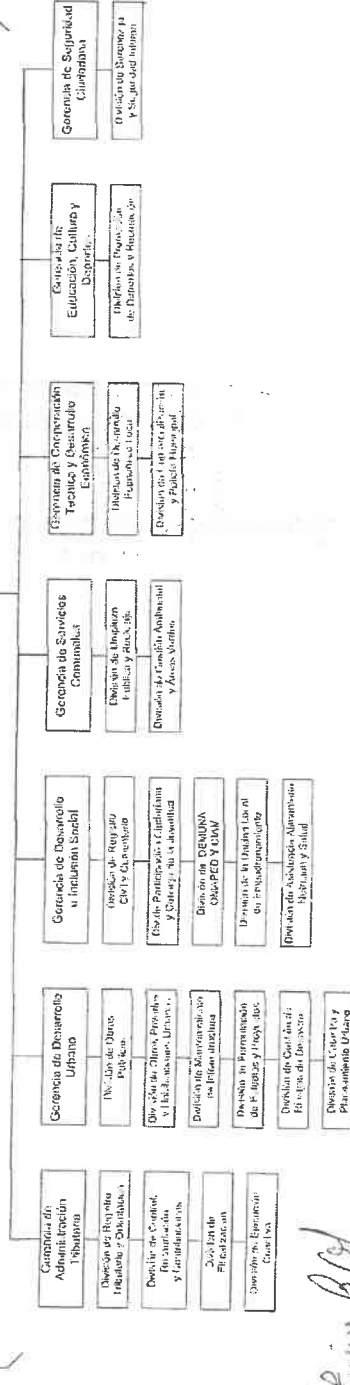 Gerencia de
Administración
Tributaria
División de Registro
Tributario y Orientación
División de Control,
Recaudación
y Contribuciones
División de
Fiscalización
División de Ejecución
Coactiva
Gerencia de Desarrollo
Urbano
División de Obras
Públicas
División de Obras Privadas
y Habilitaciones Urbanas
División de Mantenimiento
de Infraestructura
División de Formulación
de Estudios y Proyectos
División de Gestión de
Riesgos de Desastre
División de Catastro y
Planeamiento Urbano
Gerencia de Desarrollo
e Inclusión Social
División de Registro
Civil y Cementerio
Div. de Participación Ciudadana
y de la Juventud
División de DEMUNA
OMAPED Y CIAM
División de la Unidad Local
de Empadronamiento
División de Asistencia Alimentaria
Nutrición y Salud
Gerencia de Servicios
Comunales
División de Limpieza
Pública y Reciclaje
División de Gestión Ambiental
y Áreas Verdes
Gerencia de Cooperación
Técnica y Desarrollo
Económico
División de Desarrollo
Económico Local
División de Comercialización
y Policía Municipal
Gerencia de
Educación, Cultura y
Deportes
División de Promoción
de Deportes y Recreación
Gerencia de Seguridad
Ciudadana
División de Serenazgo
y Seguridad Interna